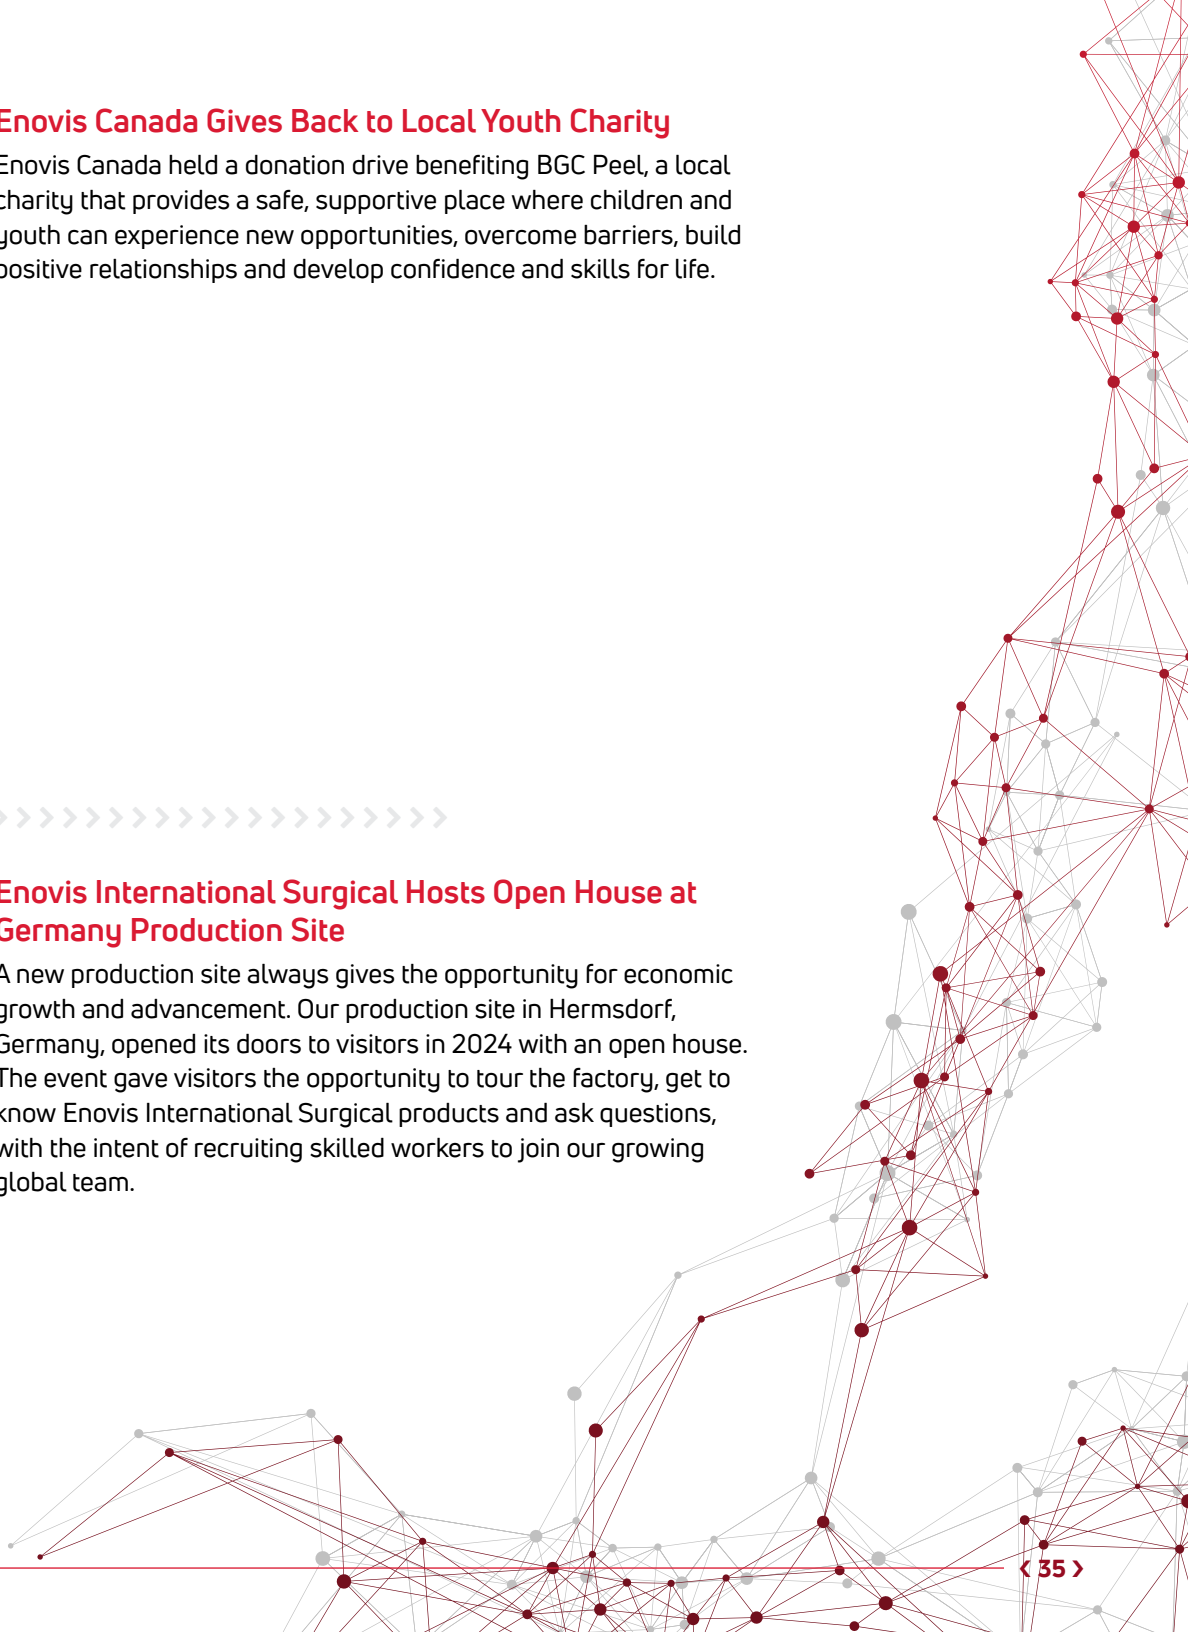 Enovis Canada Gives Back to Local Youth Charity
Enovis Canada held a donation drive benefiting BGC Peel, a local
charity that provides a safe, supportive place where children and
youth can experience new opportunities, overcome barriers, build
positive relationships and develop confidence and skills for life.
Enovis International Surgical Hosts Open House at
Germany Production Site
A new production site always gives the opportunity for economic
growth and advancement. Our production site in Hermsdorf,
Germany, opened its doors to visitors in 2024 with an open house.
The event gave visitors the opportunity to tour the factory, get to
know Enovis International Surgical products and ask questions,
with the intent of recruiting skilled workers to join our growing
global team.
35